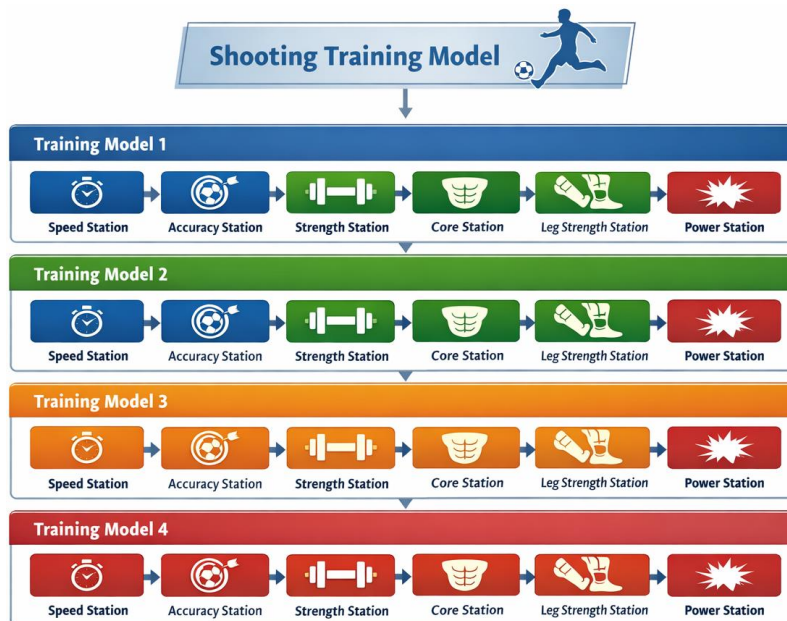 Shooting Training Model
Training Model 1
Speed Station Accuracy Station Strength Station Core Station Leg Strength Station Power Station
Training Model 2
Speed Station Accuracy Station Strength Station Core Station Leg Strength Station Power Station
Training Model 3
Speed Station Accuracy Station Strength Station Core Station Leg Strength Station Power Station
Training Model 4
Speed Station Accuracy Station Strength Station Core Station Leg Strength Station Power Station